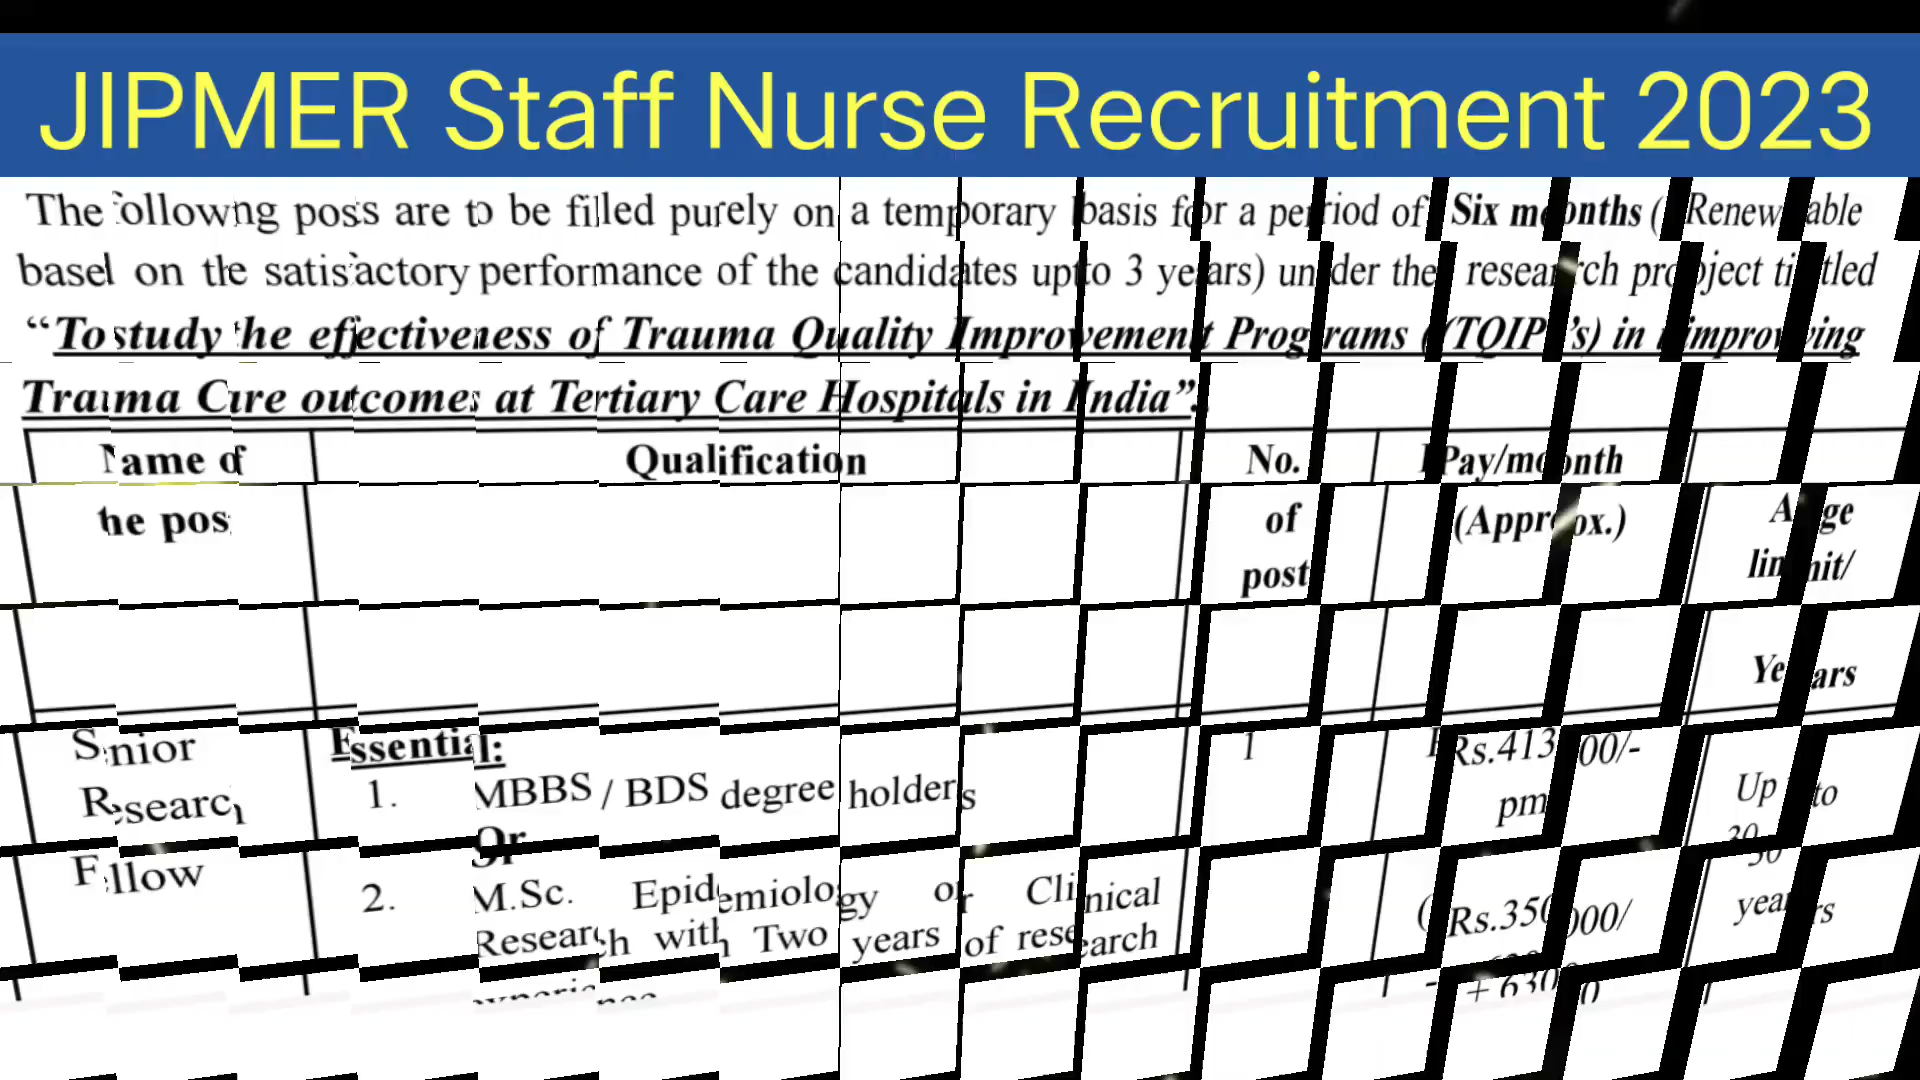 JIPMER Staff Nurse Recruitment 2023
The following posts are to be filled purely on a temporary basis for a period of Six months ( Renewable
based on the satisfactory performance of the candidates upto 3 years) under the research project titled
“To study the effectiveness of Trauma Quality Improvement Programs (TQIP’s) in improving
Trauma Care outcomes at Tertiary Care Hospitals in India”.
Name of Qualification No. Pay/month
the post of (Approx.) Age
post limit/
Years
Senior Essential: 1 Rs.41300/-
Research 1. MBBS / BDS degree holders pm Up to
Or 30
Fellow 2. M.Sc. Epidemiology or Clinical (Rs.35000/ years
Research with Two years of research
experience + 6300